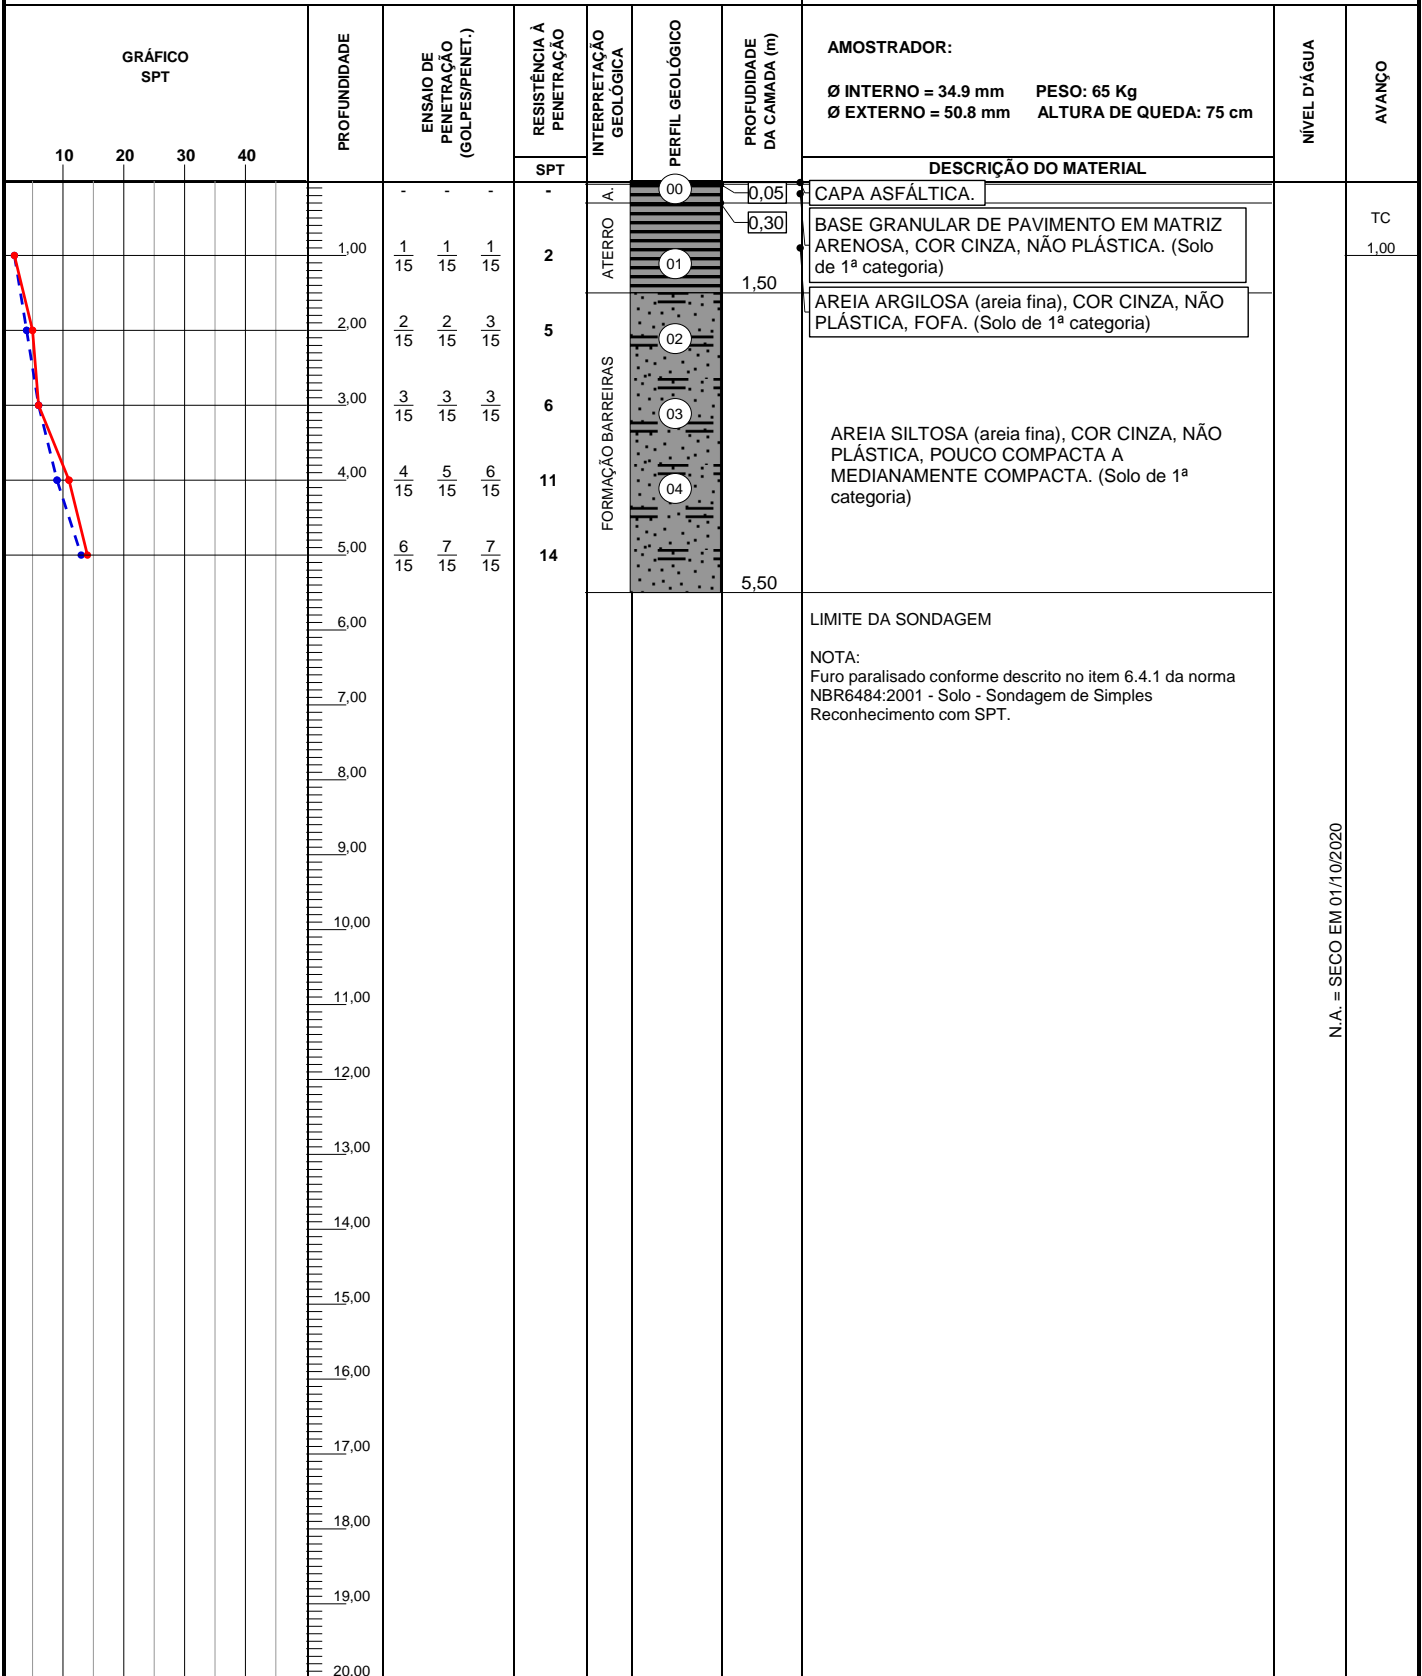 GRÁFICO
SPT
10 20 30 40
PROFUNDIDADE
ENSAIO DE
PENETRAÇÃO
(GOLPES/PENET.)
RESISTÊNCIA À
PENETRAÇÃO
SPT
INTERPRETAÇÃO
GEOLÓGICA
PERFIL GEOLÓGICO
PROFUDIDADE
DA CAMADA (m)
AMOSTRADOR:
Ø INTERNO = 34.9 mm PESO: 65 Kg
Ø EXTERNO = 50.8 mm ALTURA DE QUEDA: 75 cm
DESCRIÇÃO DO MATERIAL
NÍVEL D'ÁGUA
AVANÇO
- - - -
A.
00
0,05
CAPA ASFÁLTICA.
0,30
BASE GRANULAR DE PAVIMENTO EM MATRIZ
ARENOSA, COR CINZA, NÃO PLÁSTICA. (Solo
de 1ª categoria)
TC
1,00
1,00
1 1 1
15 15 15
2
ATERRO
01
1,50
AREIA ARGILOSA (areia fina), COR CINZA, NÃO
PLÁSTICA, FOFA. (Solo de 1ª categoria)
2,00
2 2 3
15 15 15
5
02
3,00
3 3 3
15 15 15
6
FORMAÇÃO BARREIRAS
03
AREIA SILTOSA (areia fina), COR CINZA, NÃO
PLÁSTICA, POUCO COMPACTA A
MEDIANAMENTE COMPACTA. (Solo de 1ª
categoria)
4,00
4 5 6
15 15 15
11
04
5,00
6 7 7
15 15 15
14
5,50
6,00
LIMITE DA SONDAGEM
NOTA:
Furo paralisado conforme descrito no item 6.4.1 da norma
NBR6484:2001 - Solo - Sondagem de Simples
Reconhecimento com SPT.
7,00
8,00
9,00
10,00
11,00
N.A. = SECO EM 01/10/2020
12,00
13,00
14,00
15,00
16,00
17,00
18,00
19,00
20,00